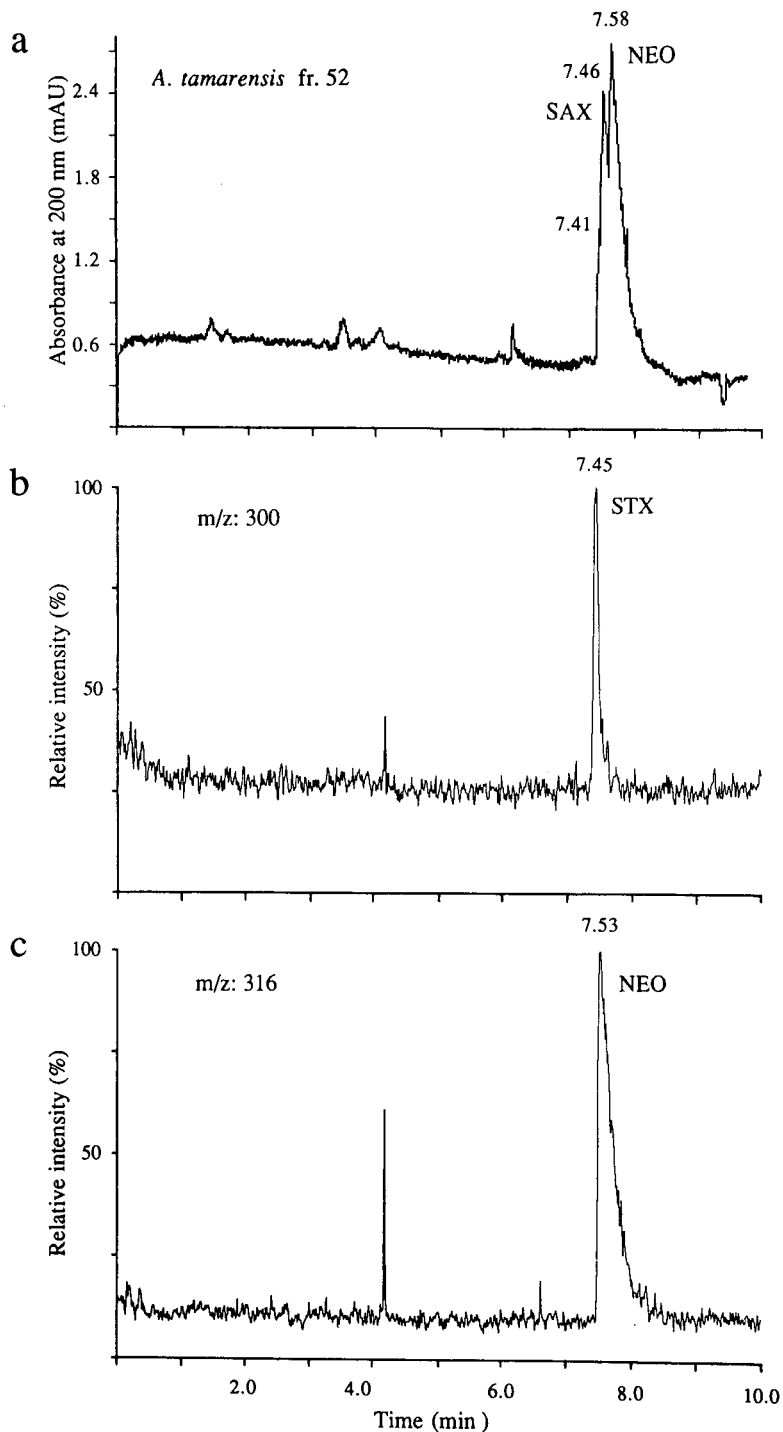 a
7.58
7.46
NEO
A. tamarensis fr. 52
SAX
7.41
Absorbance at 200 nm (mAU)
2.4
1.8
1.2
0.6
b
7.45
100
m/z: 300
STX
Relative intensity (%)
50
c
7.53
100
m/z: 316
NEO
Relative intensity (%)
50
2.0 4.0 6.0 8.0 10.0
Time (min )